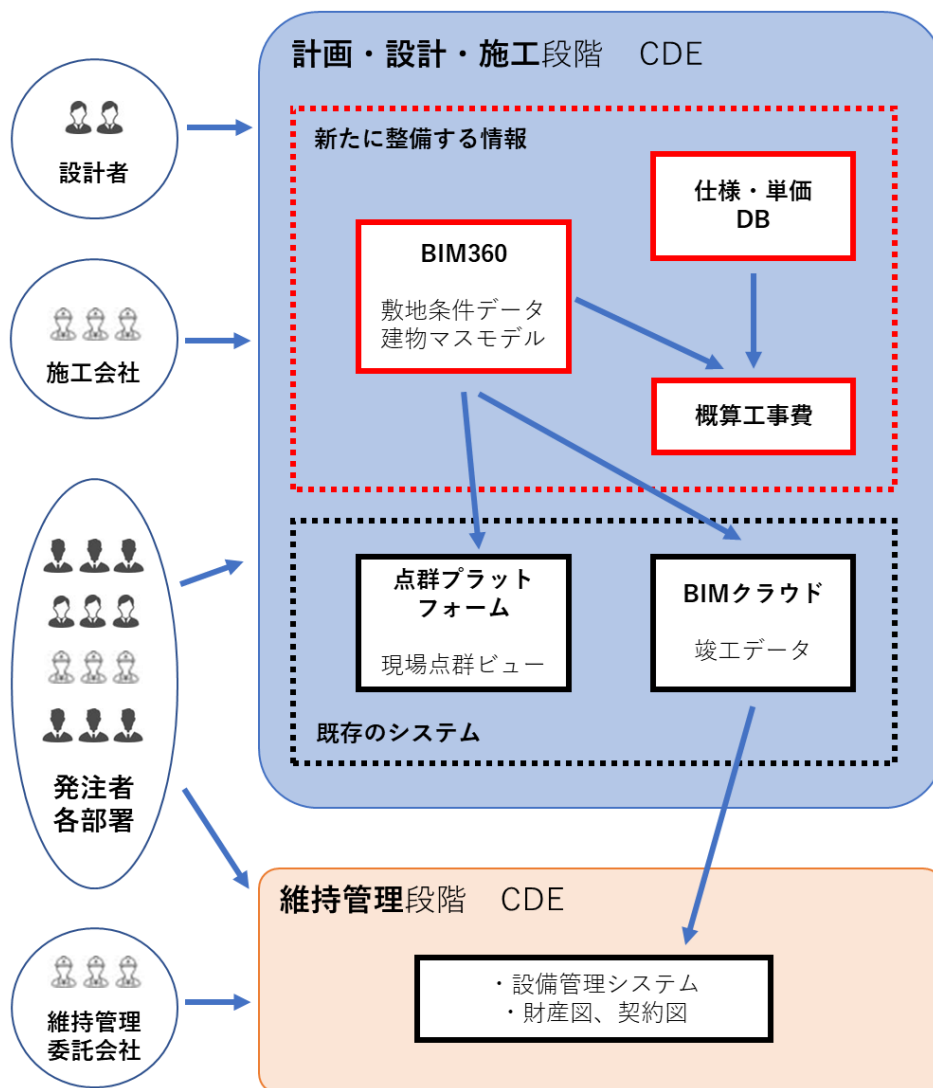 計画・設計・施工段階　CDE
設計者
新たに整備する情報
仕様・単価
DB
BIM360
敷地条件データ
建物マスモデル
施工会社
概算工事費
点群プラット
フォーム
現場点群ビュー
BIMクラウド
竣工データ
既存のシステム
発注者
各部署
維持管理段階　CDE
・設備管理システム
・財産図、契約図
維持管理
委託会社